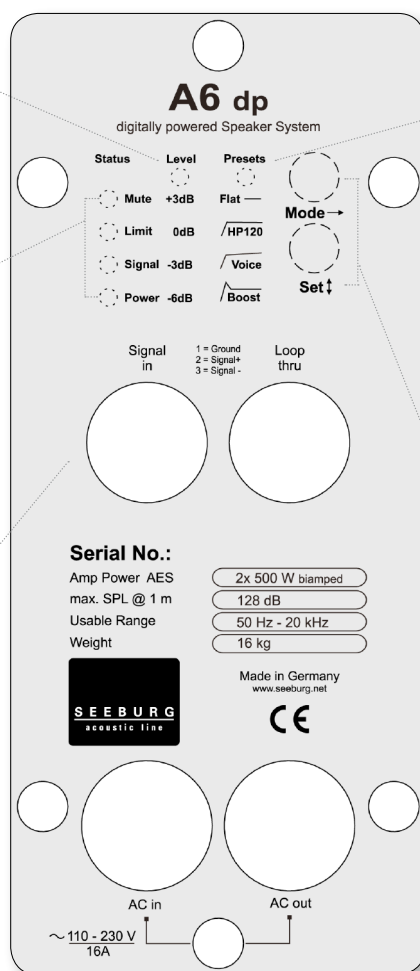 A6 dp
digitally powered Speaker System
Status Level Presets
Mute +3dB Flat
Mode→
Limit 0dB HP120
Signal -3dB Voice
Set↕
Power -6dB Boost
Signal in
1 = Ground
2 = Signal+
3 = Signal -
Loop thru
Serial No.:
Amp Power AES 2x 500 W biamped
max. SPL @ 1 m 128 dB
Usable Range 50 Hz - 20 kHz
Weight 16 kg
SEEBURG
acoustic line
Made in Germany
www.seeburg.net
CE
AC in AC out
~ 110 - 230 V
16A